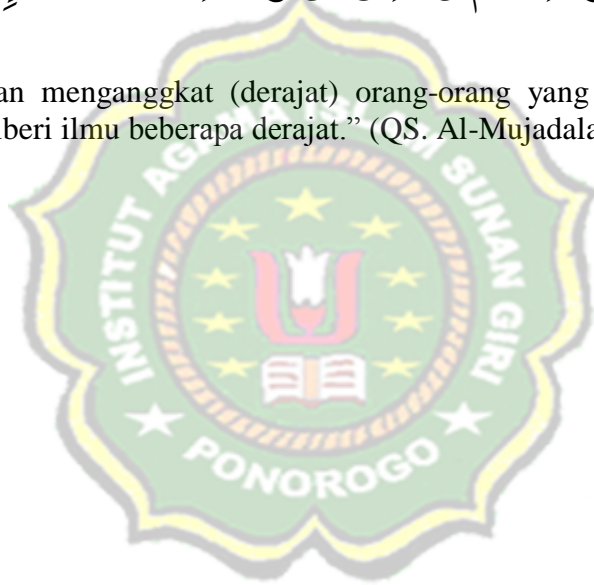 an menganggkat (derajat) orang-orang yang
beri ilmu beberapa derajat.” (QS. Al-Mujadala
INSTITUT AGAMA ISLAM SUNAN GIRI
PONOROGO